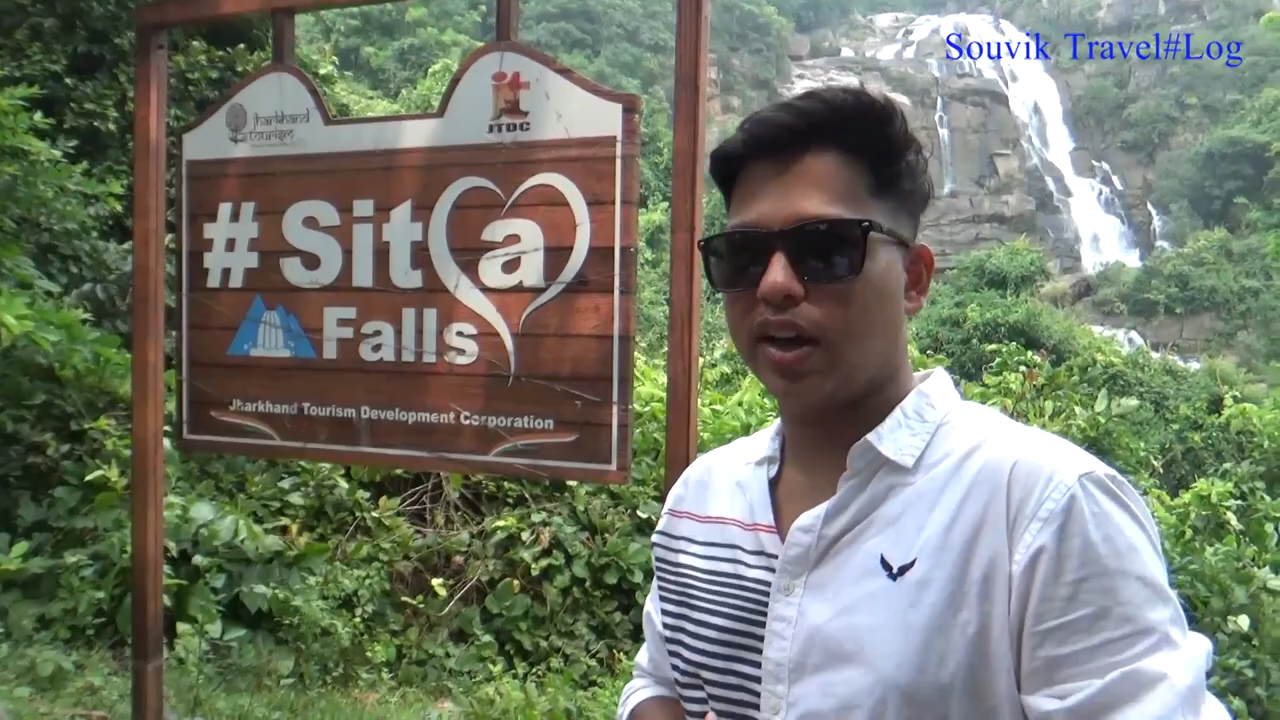 Souvik Travel#Log
jharkhand
tourism
JTDC
#Sita
Falls
Jharkhand Tourism Development Corporation